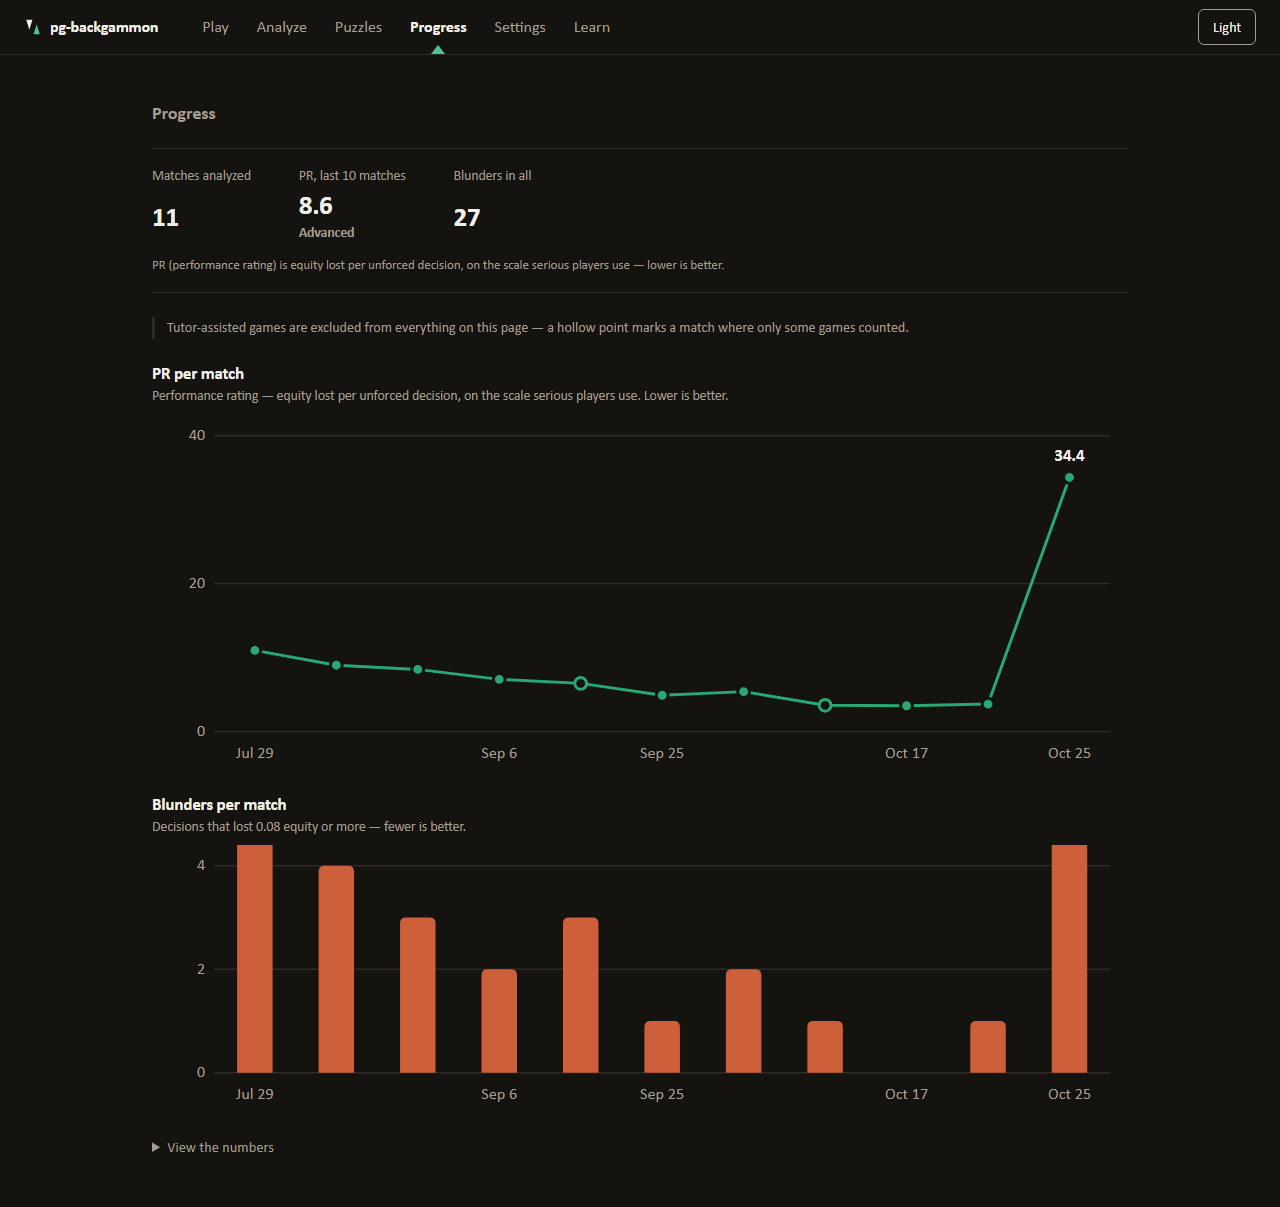 pg-backgammon Play Analyze Puzzles Progress Settings Learn Light
Progress
Matches analyzed PR, last 10 matches Blunders in all
11 8.6 27
Advanced
PR (performance rating) is equity lost per unforced decision, on the scale serious players use — lower is better.
Tutor-assisted games are excluded from everything on this page — a hollow point marks a match where only some games counted.
PR per match
Performance rating — equity lost per unforced decision, on the scale serious players use. Lower is better.
40
34.4
20
0
Jul 29 Sep 6 Sep 25 Oct 17 Oct 25
Blunders per match
Decisions that lost 0.08 equity or more — fewer is better.
4
2
0
Jul 29 Sep 6 Sep 25 Oct 17 Oct 25
View the numbers